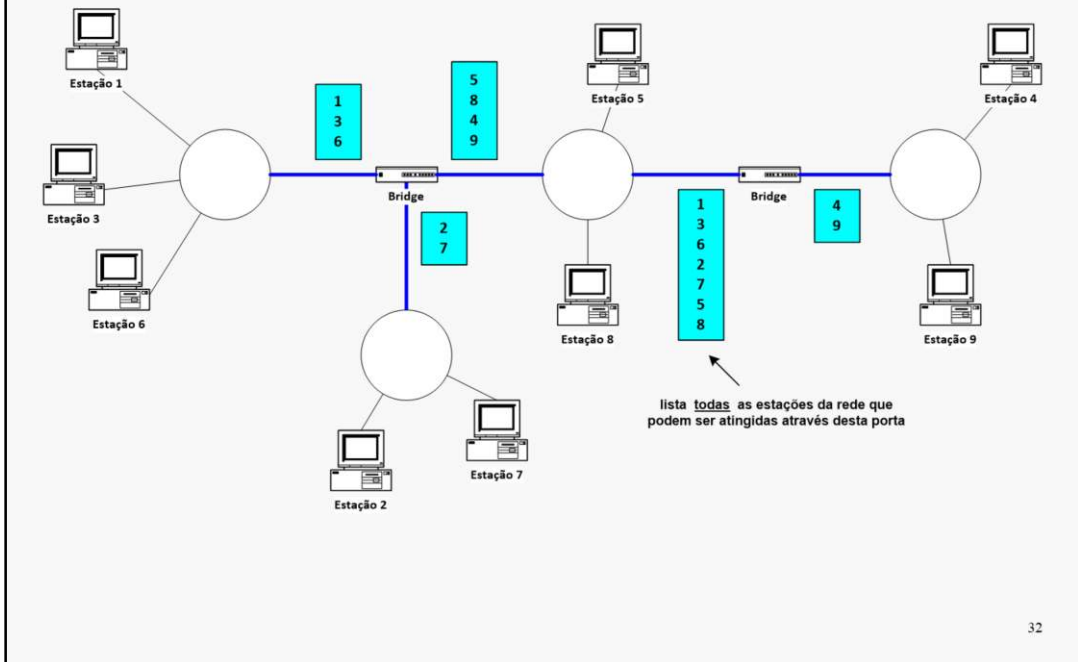 Estação 1
Estação 3
Estação 6
1
3
6
5
8
4
9
Bridge
2
7
Estação 2
Estação 7
Estação 5
Estação 8
1
3
6
2
7
5
8
Bridge
4
9
Estação 4
Estação 9
lista todas as estações da rede que
podem ser atingidas através desta porta
32